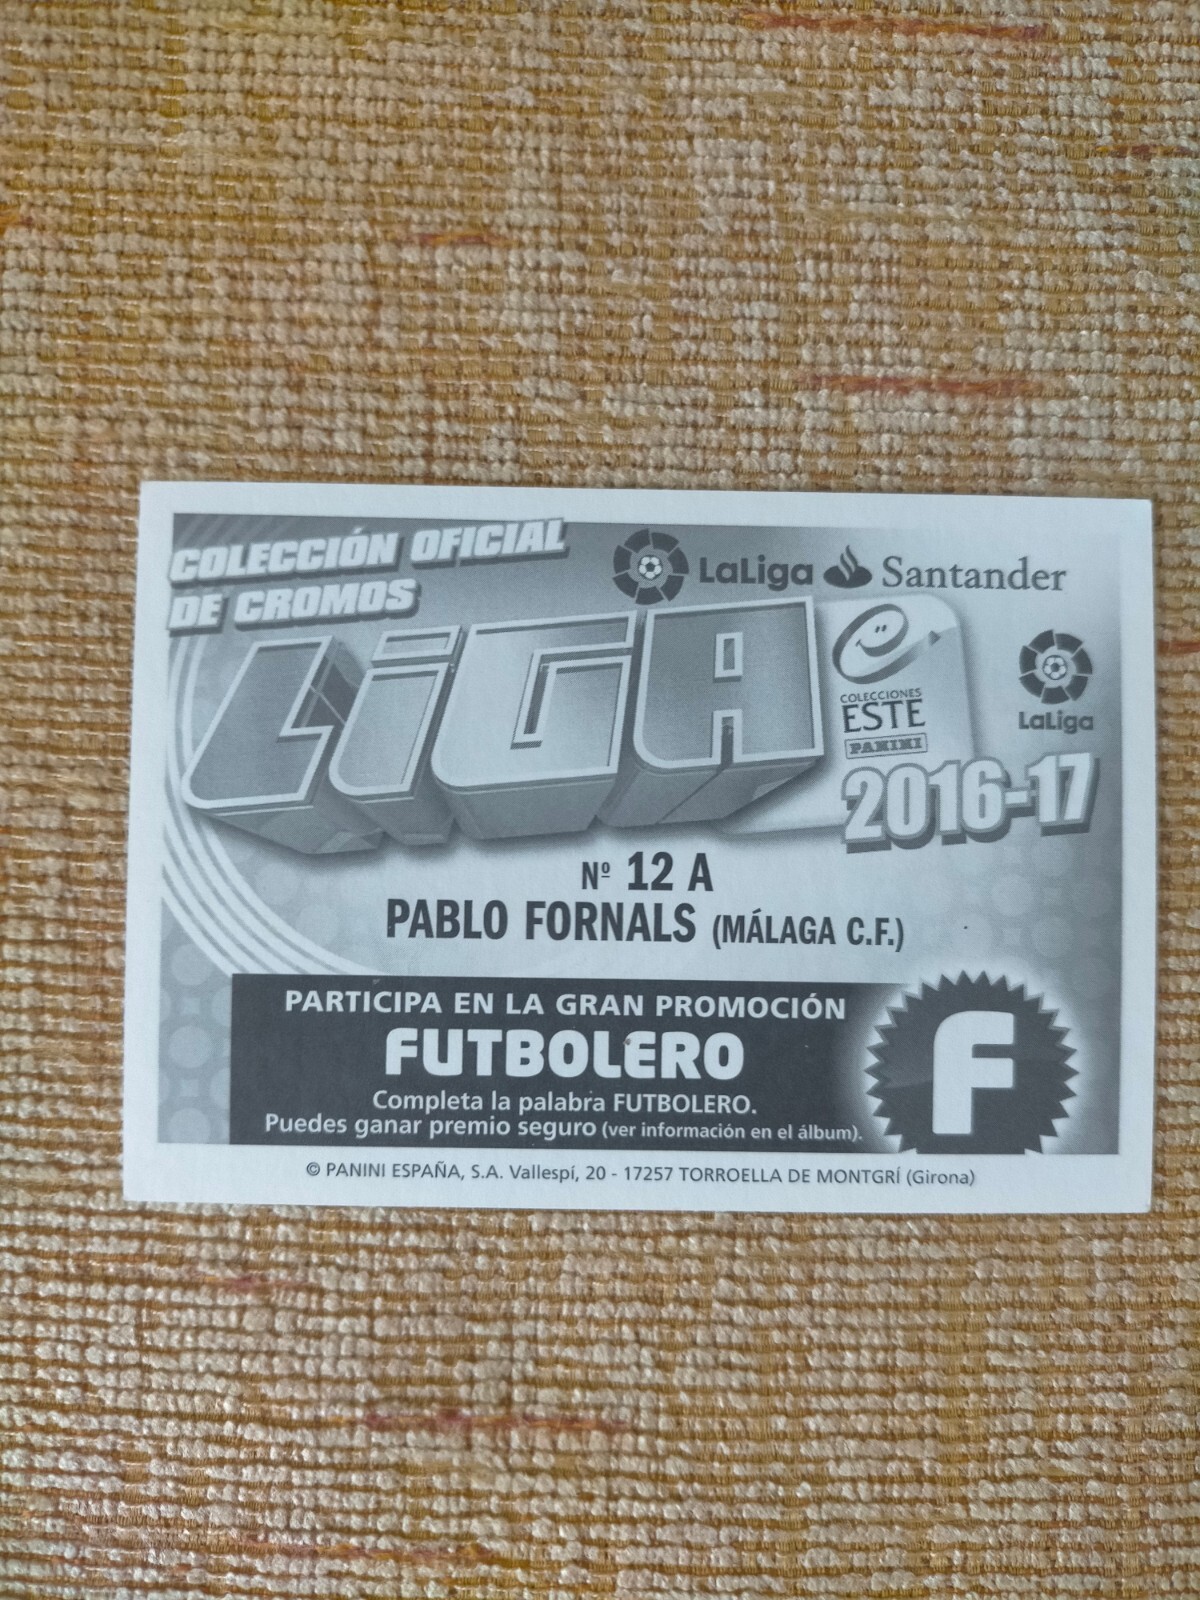 COLECCIÓN OFICIAL
DE CROMOS
LaLiga Santander
LiGA
COLECCIONES
ESTE
PANINI
LaLiga
2016-17
Nº 12 A
PABLO FORNALS (MÁLAGA C.F.)
PARTICIPA EN LA GRAN PROMOCIÓN
FUTBOLERO
Completa la palabra FUTBOLERO.
Puedes ganar premio seguro (ver información en el álbum).
F
© PANINI ESPAÑA, S.A. Vallespí, 20 - 17257 TORROELLA DE MONTGRÍ (Girona)